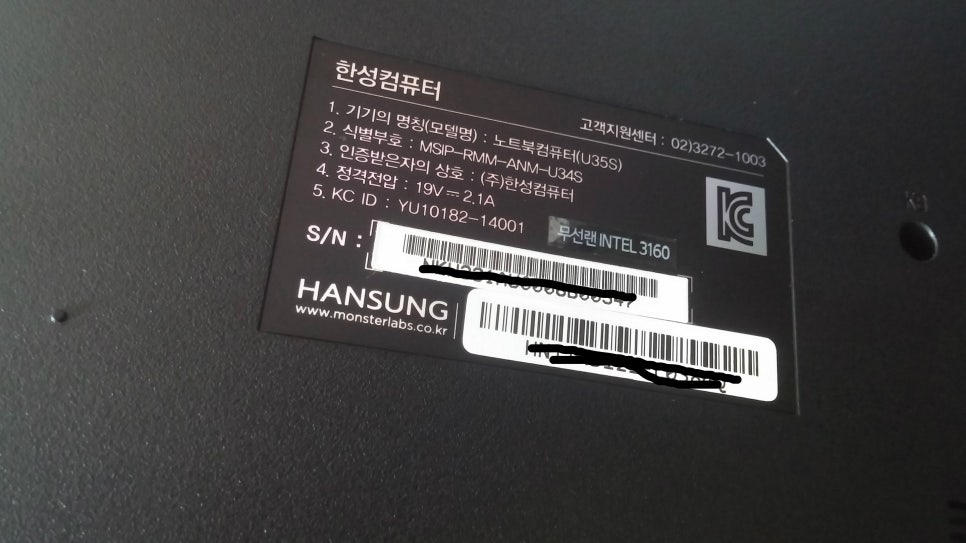 한성컴퓨터
고객지원센터 : 02)3272-1003
1. 기기의 명칭(모델명) : 노트북컴퓨터(U35S)
2. 식별부호 : MSIP-RMM-ANM-U34S
3. 인증받은자의 상호 : (주)한성컴퓨터
4. 정격전압 : 19V⎓2.1A
5. KC ID : YU10182-14001
무선랜 INTEL 3160
S/N :
HANSUNG
www.monsterlabs.co.kr